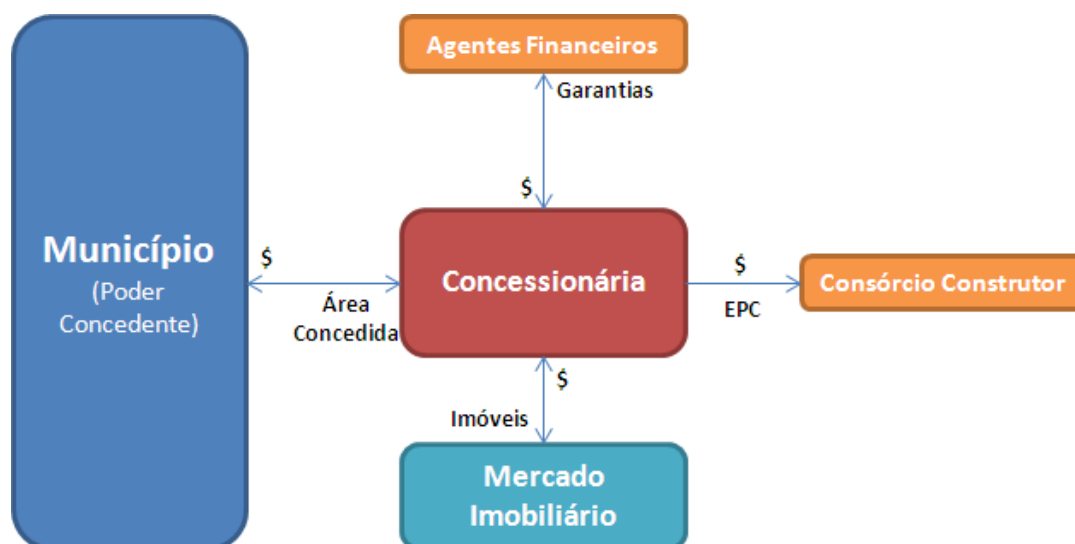 Agentes Financeiros
Garantias
$
Município
(Poder
Concedente)
$
Área
Concedida
Concessionária
$
EPC
Consórcio Construtor
$
Imóveis
Mercado
Imobiliário